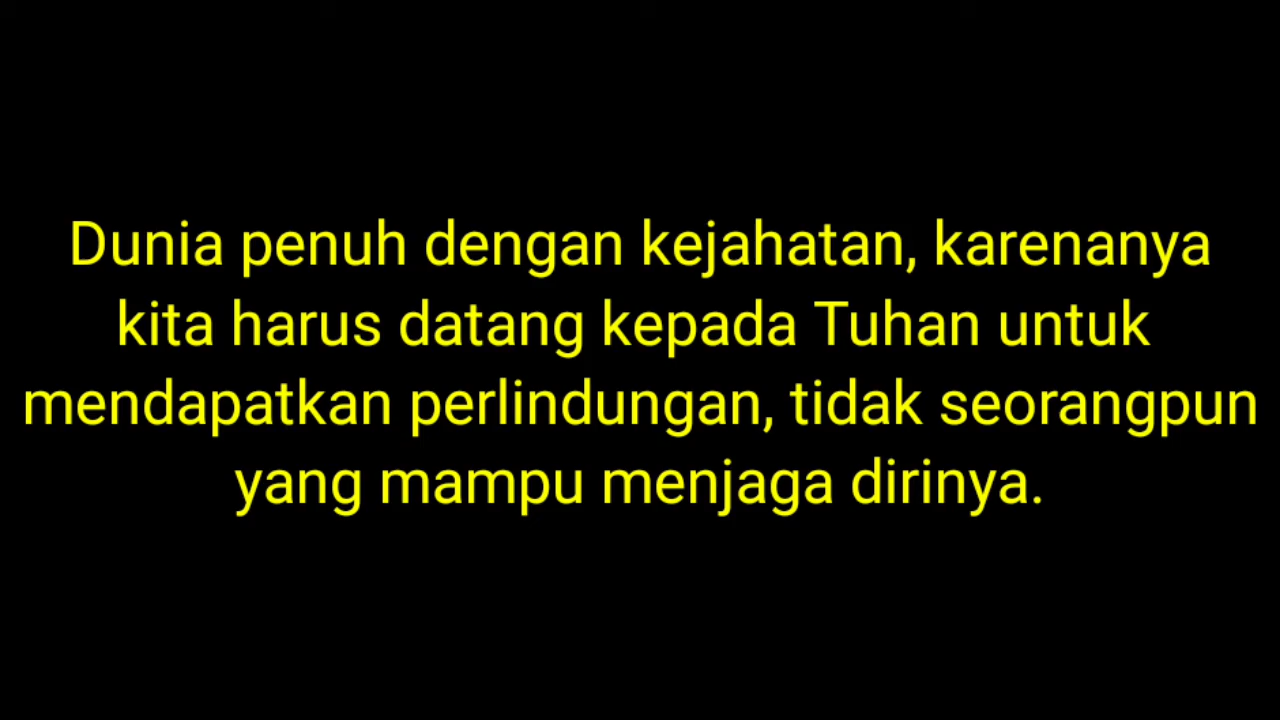 Dunia penuh dengan kejahatan, karenanya
kita harus datang kepada Tuhan untuk
mendapatkan perlindungan, tidak seorangpun
yang mampu menjaga dirinya.